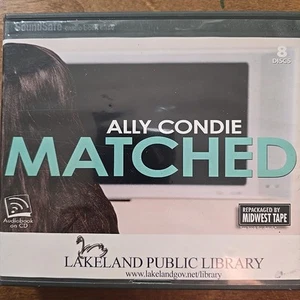 SoundSafe
8
DISCS
ALLY CONDIE
MATCHED
Audiobook
on CD
REPACKAGED BY
MIDWEST TAPE
LAKELAND PUBLIC LIBRARY
www.lakelandgov.net/library